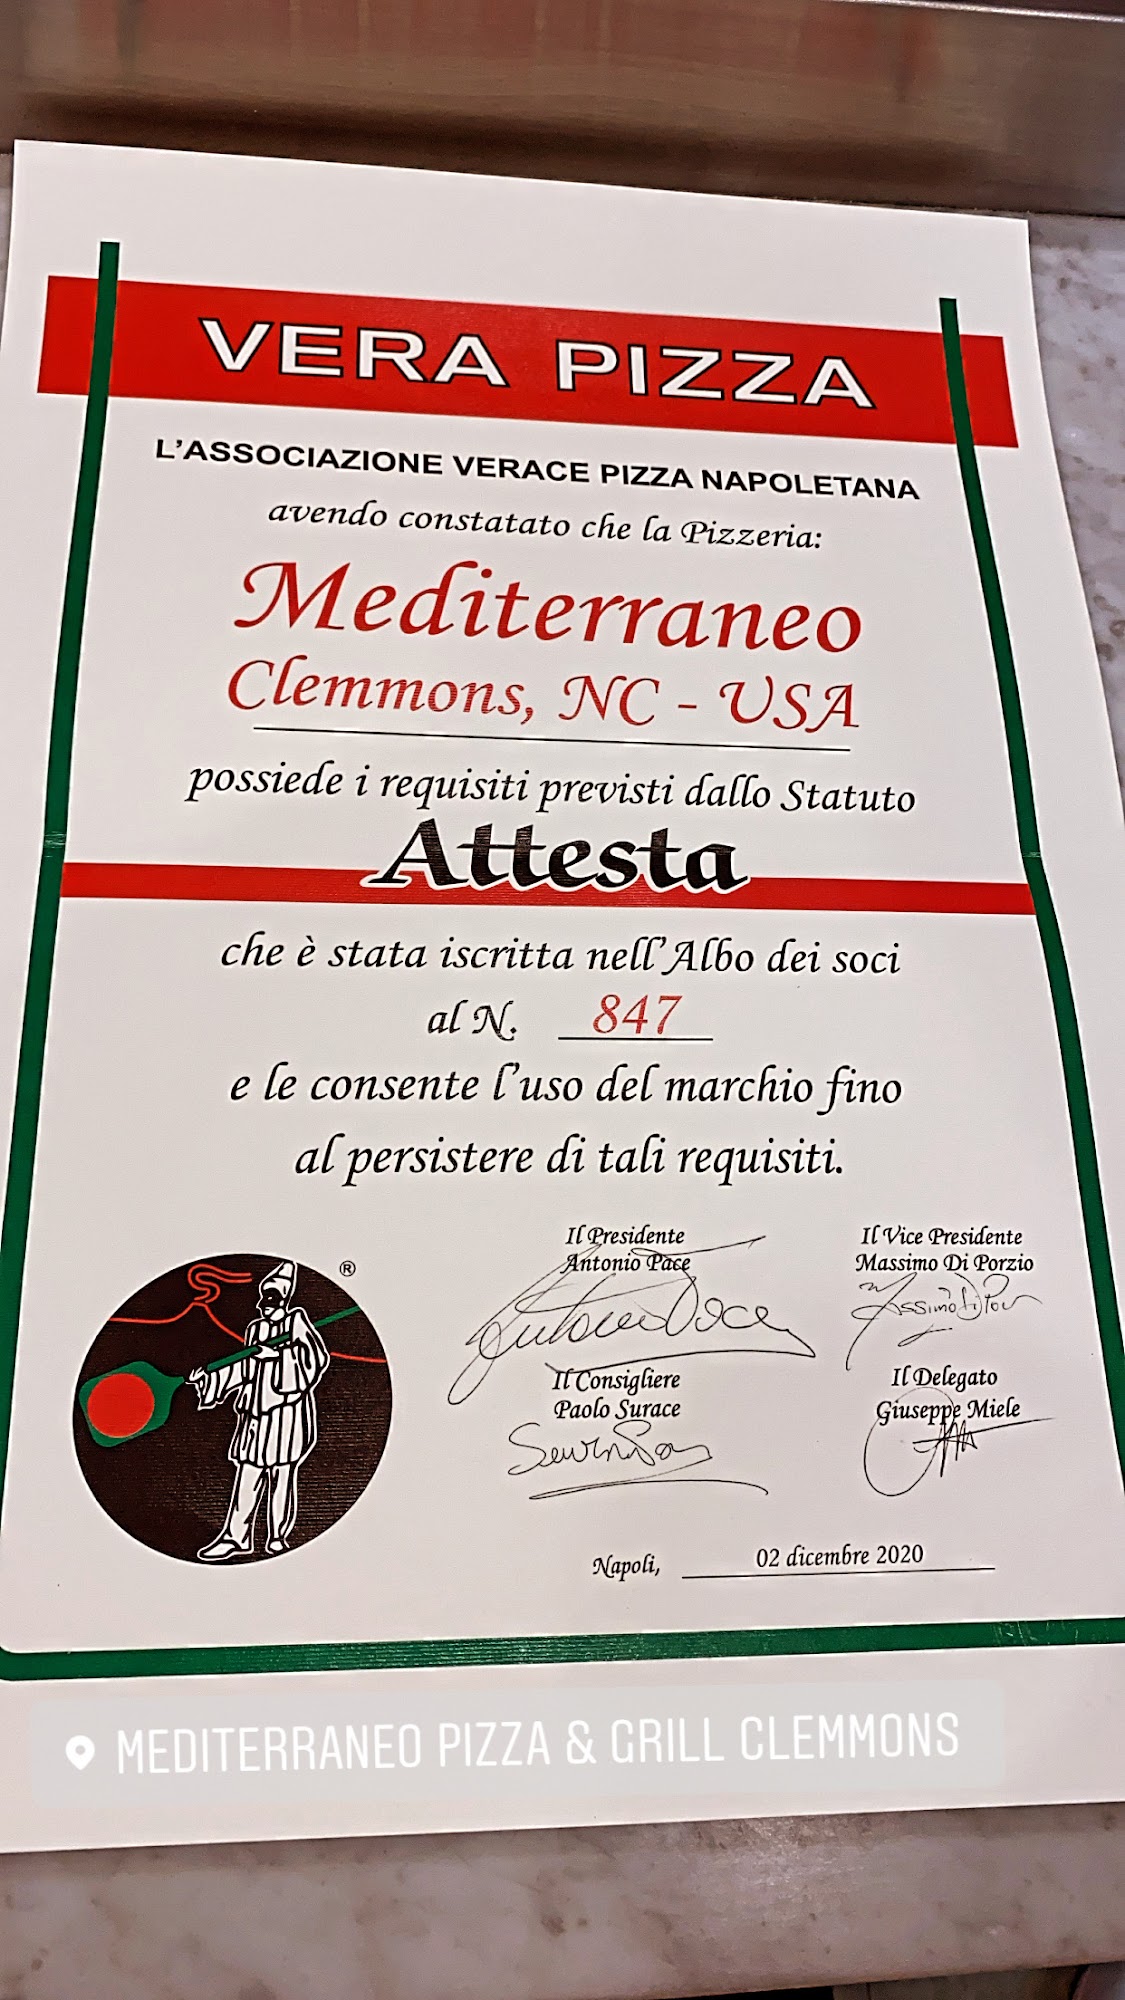 VERA PIZZA
L'ASSOCIAZIONE VERACE PIZZA NAPOLETANA
avendo constatato che la Pizzeria:
Mediterraneo
Clemmons, NC - USA
possiede i requisiti previsti dallo Statuto
Attesta
che è stata iscritta nell'Albo dei soci
al N. 847
e le consente l'uso del marchio fino
al persistere di tali requisiti.
®
Il Presidente
Antonio Pace
Il Vice Presidente
Massimo Di Porzio
Il Consigliere
Paolo Surace
Il Delegato
Giuseppe Miele
Napoli, 02 dicembre 2020
MEDITERRANEO PIZZA & GRILL CLEMMONS